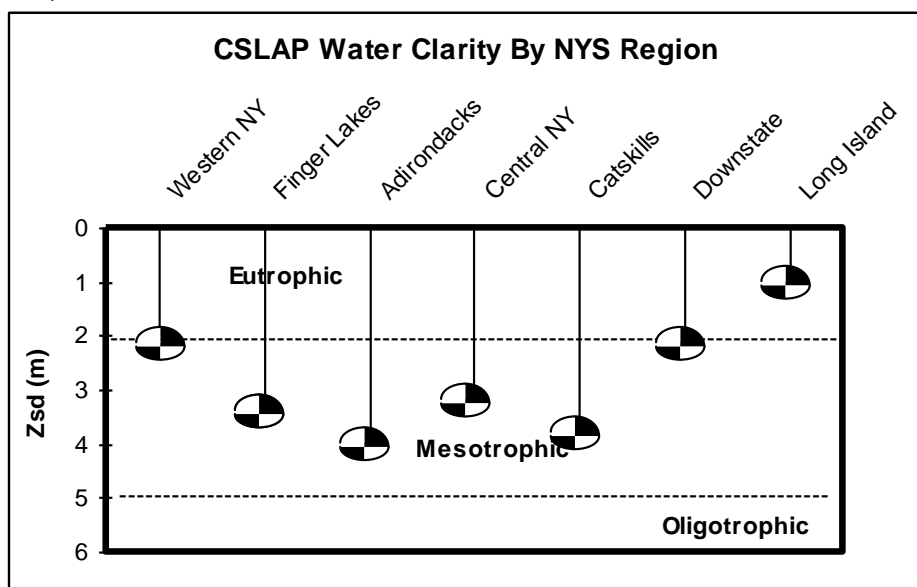 CSLAP Water Clarity By NYS Region
Western NY
Finger Lakes
Adirondacks
Central NY
Catskills
Downstate
Long Island
0
1
2
3
4
5
6
Zsd (m)
Eutrophic
Mesotrophic
Oligotrophic